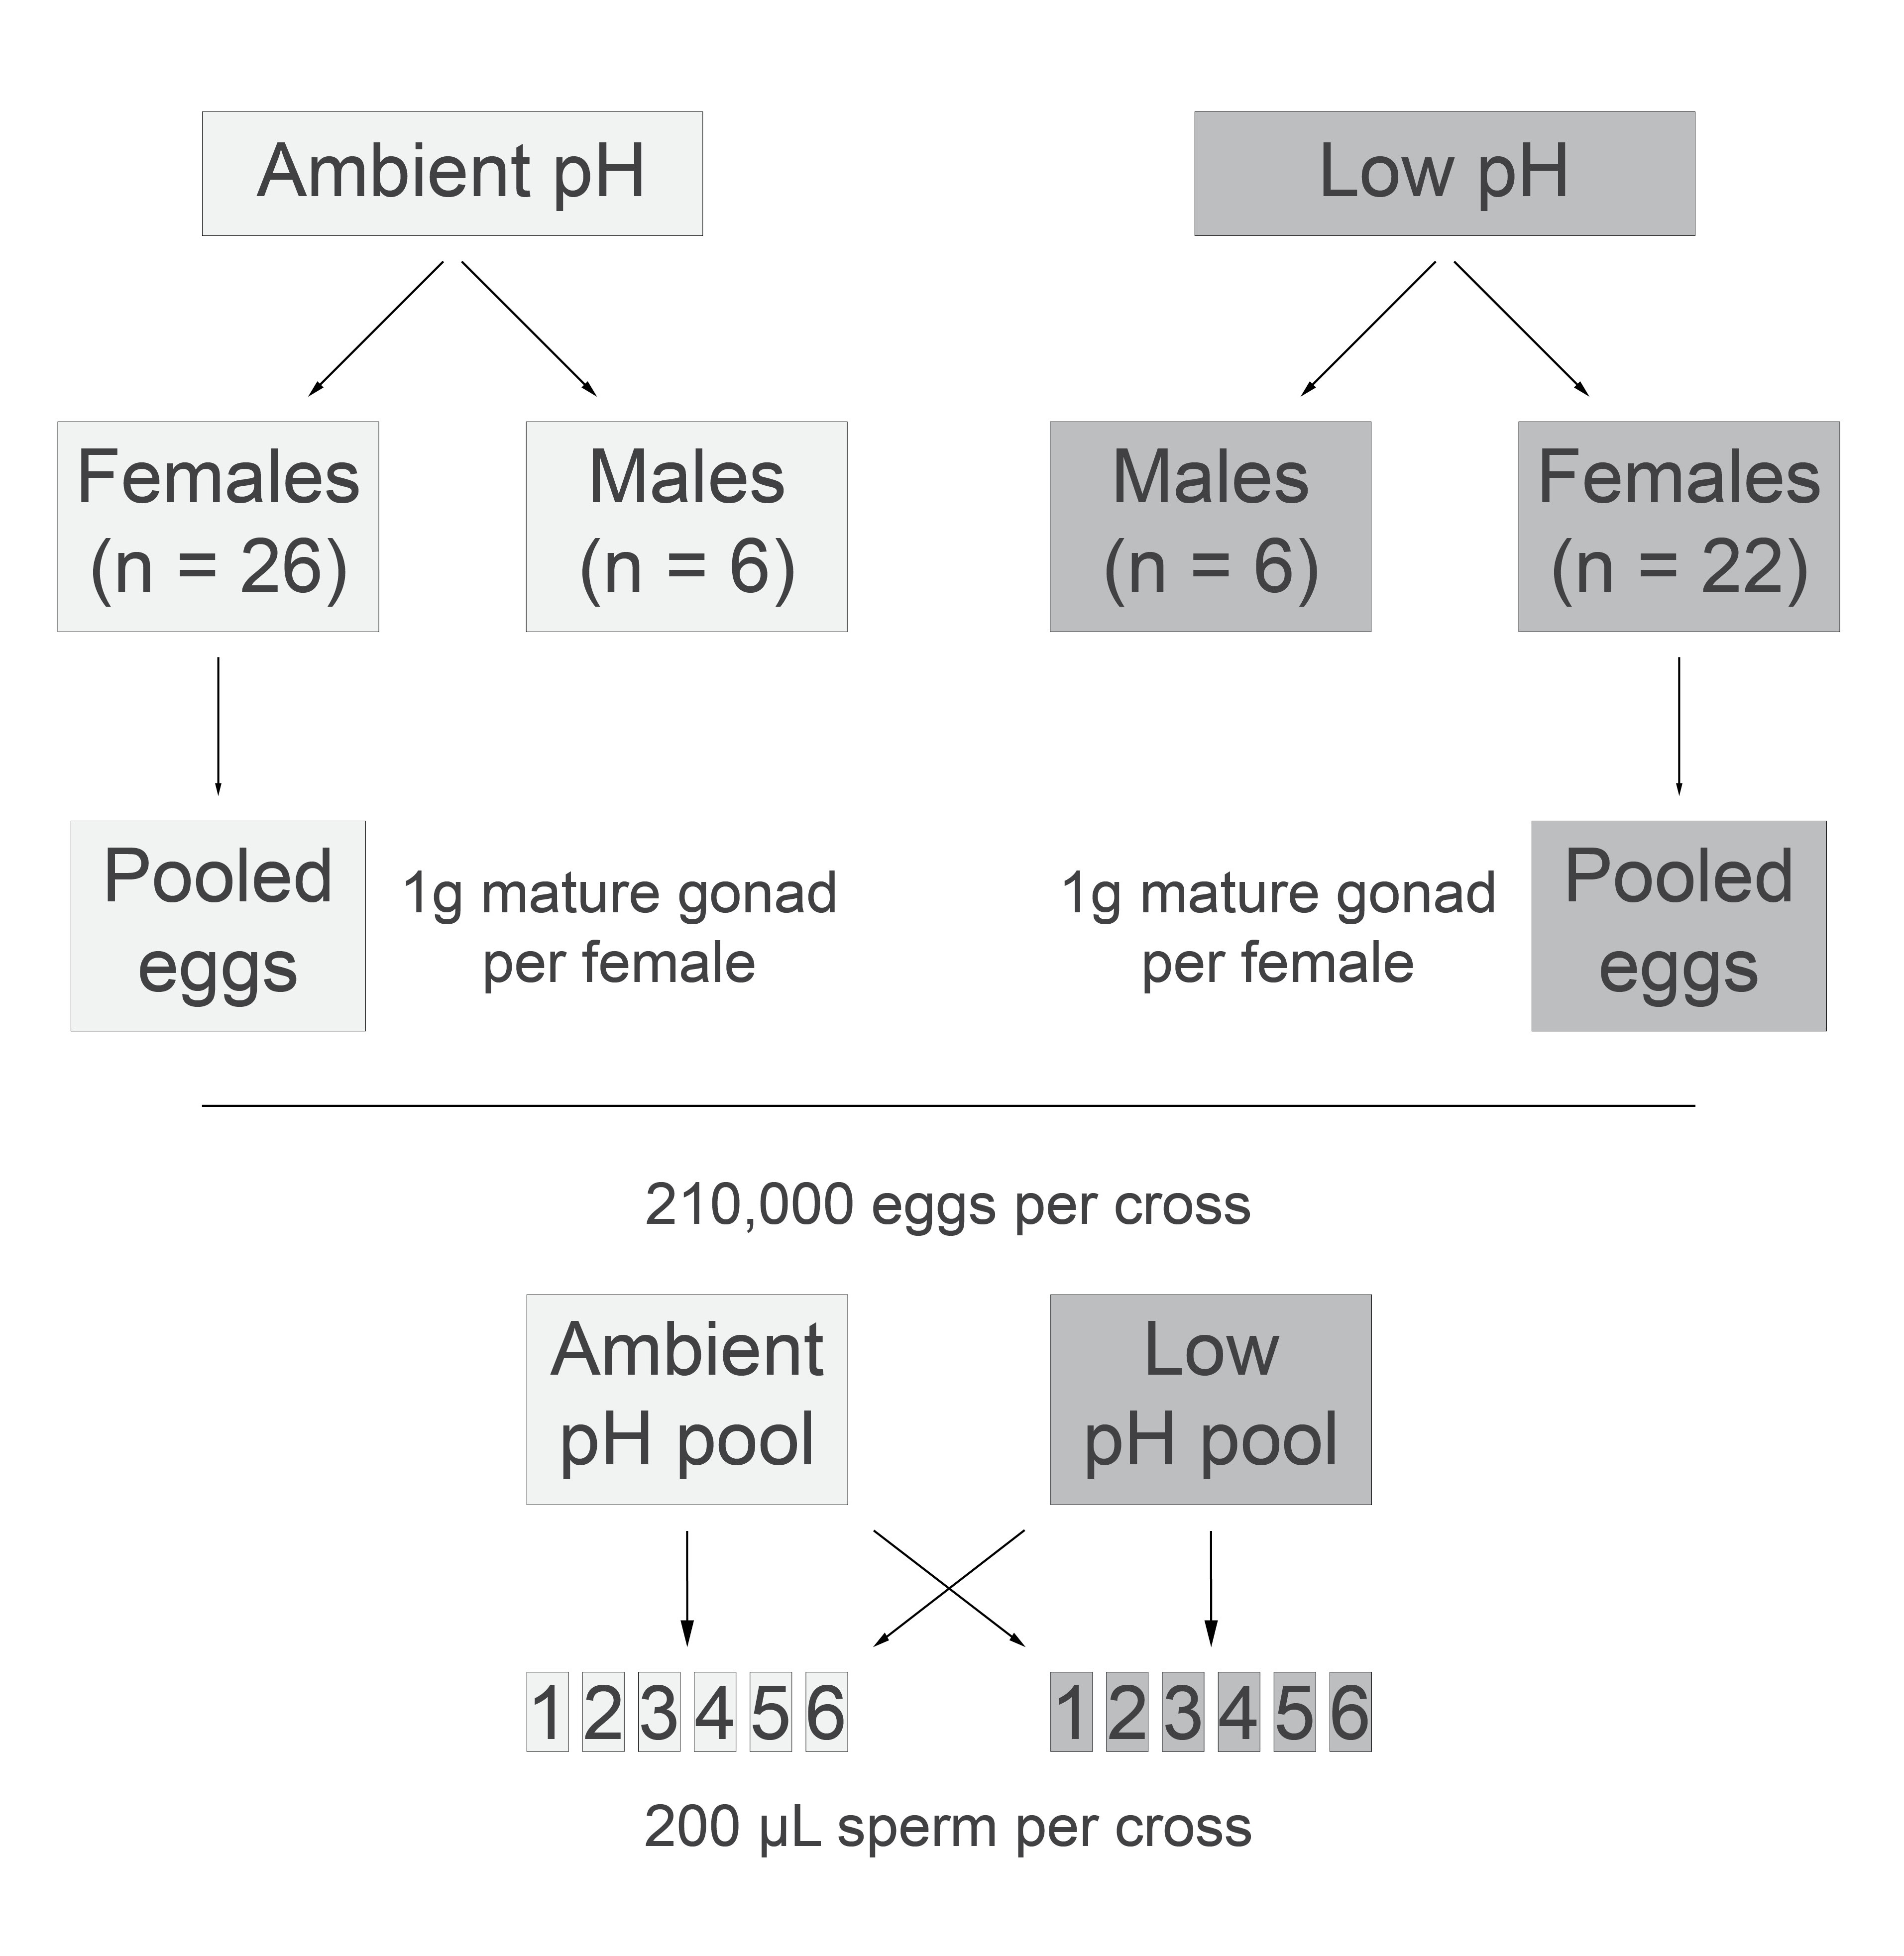 Ambient pH
Low pH
Females
(n = 26)
Males
(n = 6)
Males
(n = 6)
Females
(n = 22)
Pooled
eggs
1g mature gonad
per female
1g mature gonad
per female
Pooled
eggs
210,000 eggs per cross
Ambient
pH pool
Low
pH pool
1 2 3 4 5 6
1 2 3 4 5 6
200 µL sperm per cross